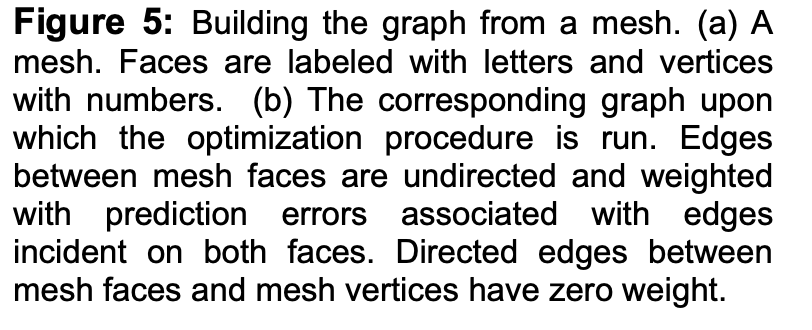 Figure 5: Building the graph from a mesh. (a) A
mesh. Faces are labeled with letters and vertices
with numbers. (b) The corresponding graph upon
which the optimization procedure is run. Edges
between mesh faces are undirected and weighted
with prediction errors associated with edges
incident on both faces. Directed edges between
mesh faces and mesh vertices have zero weight.